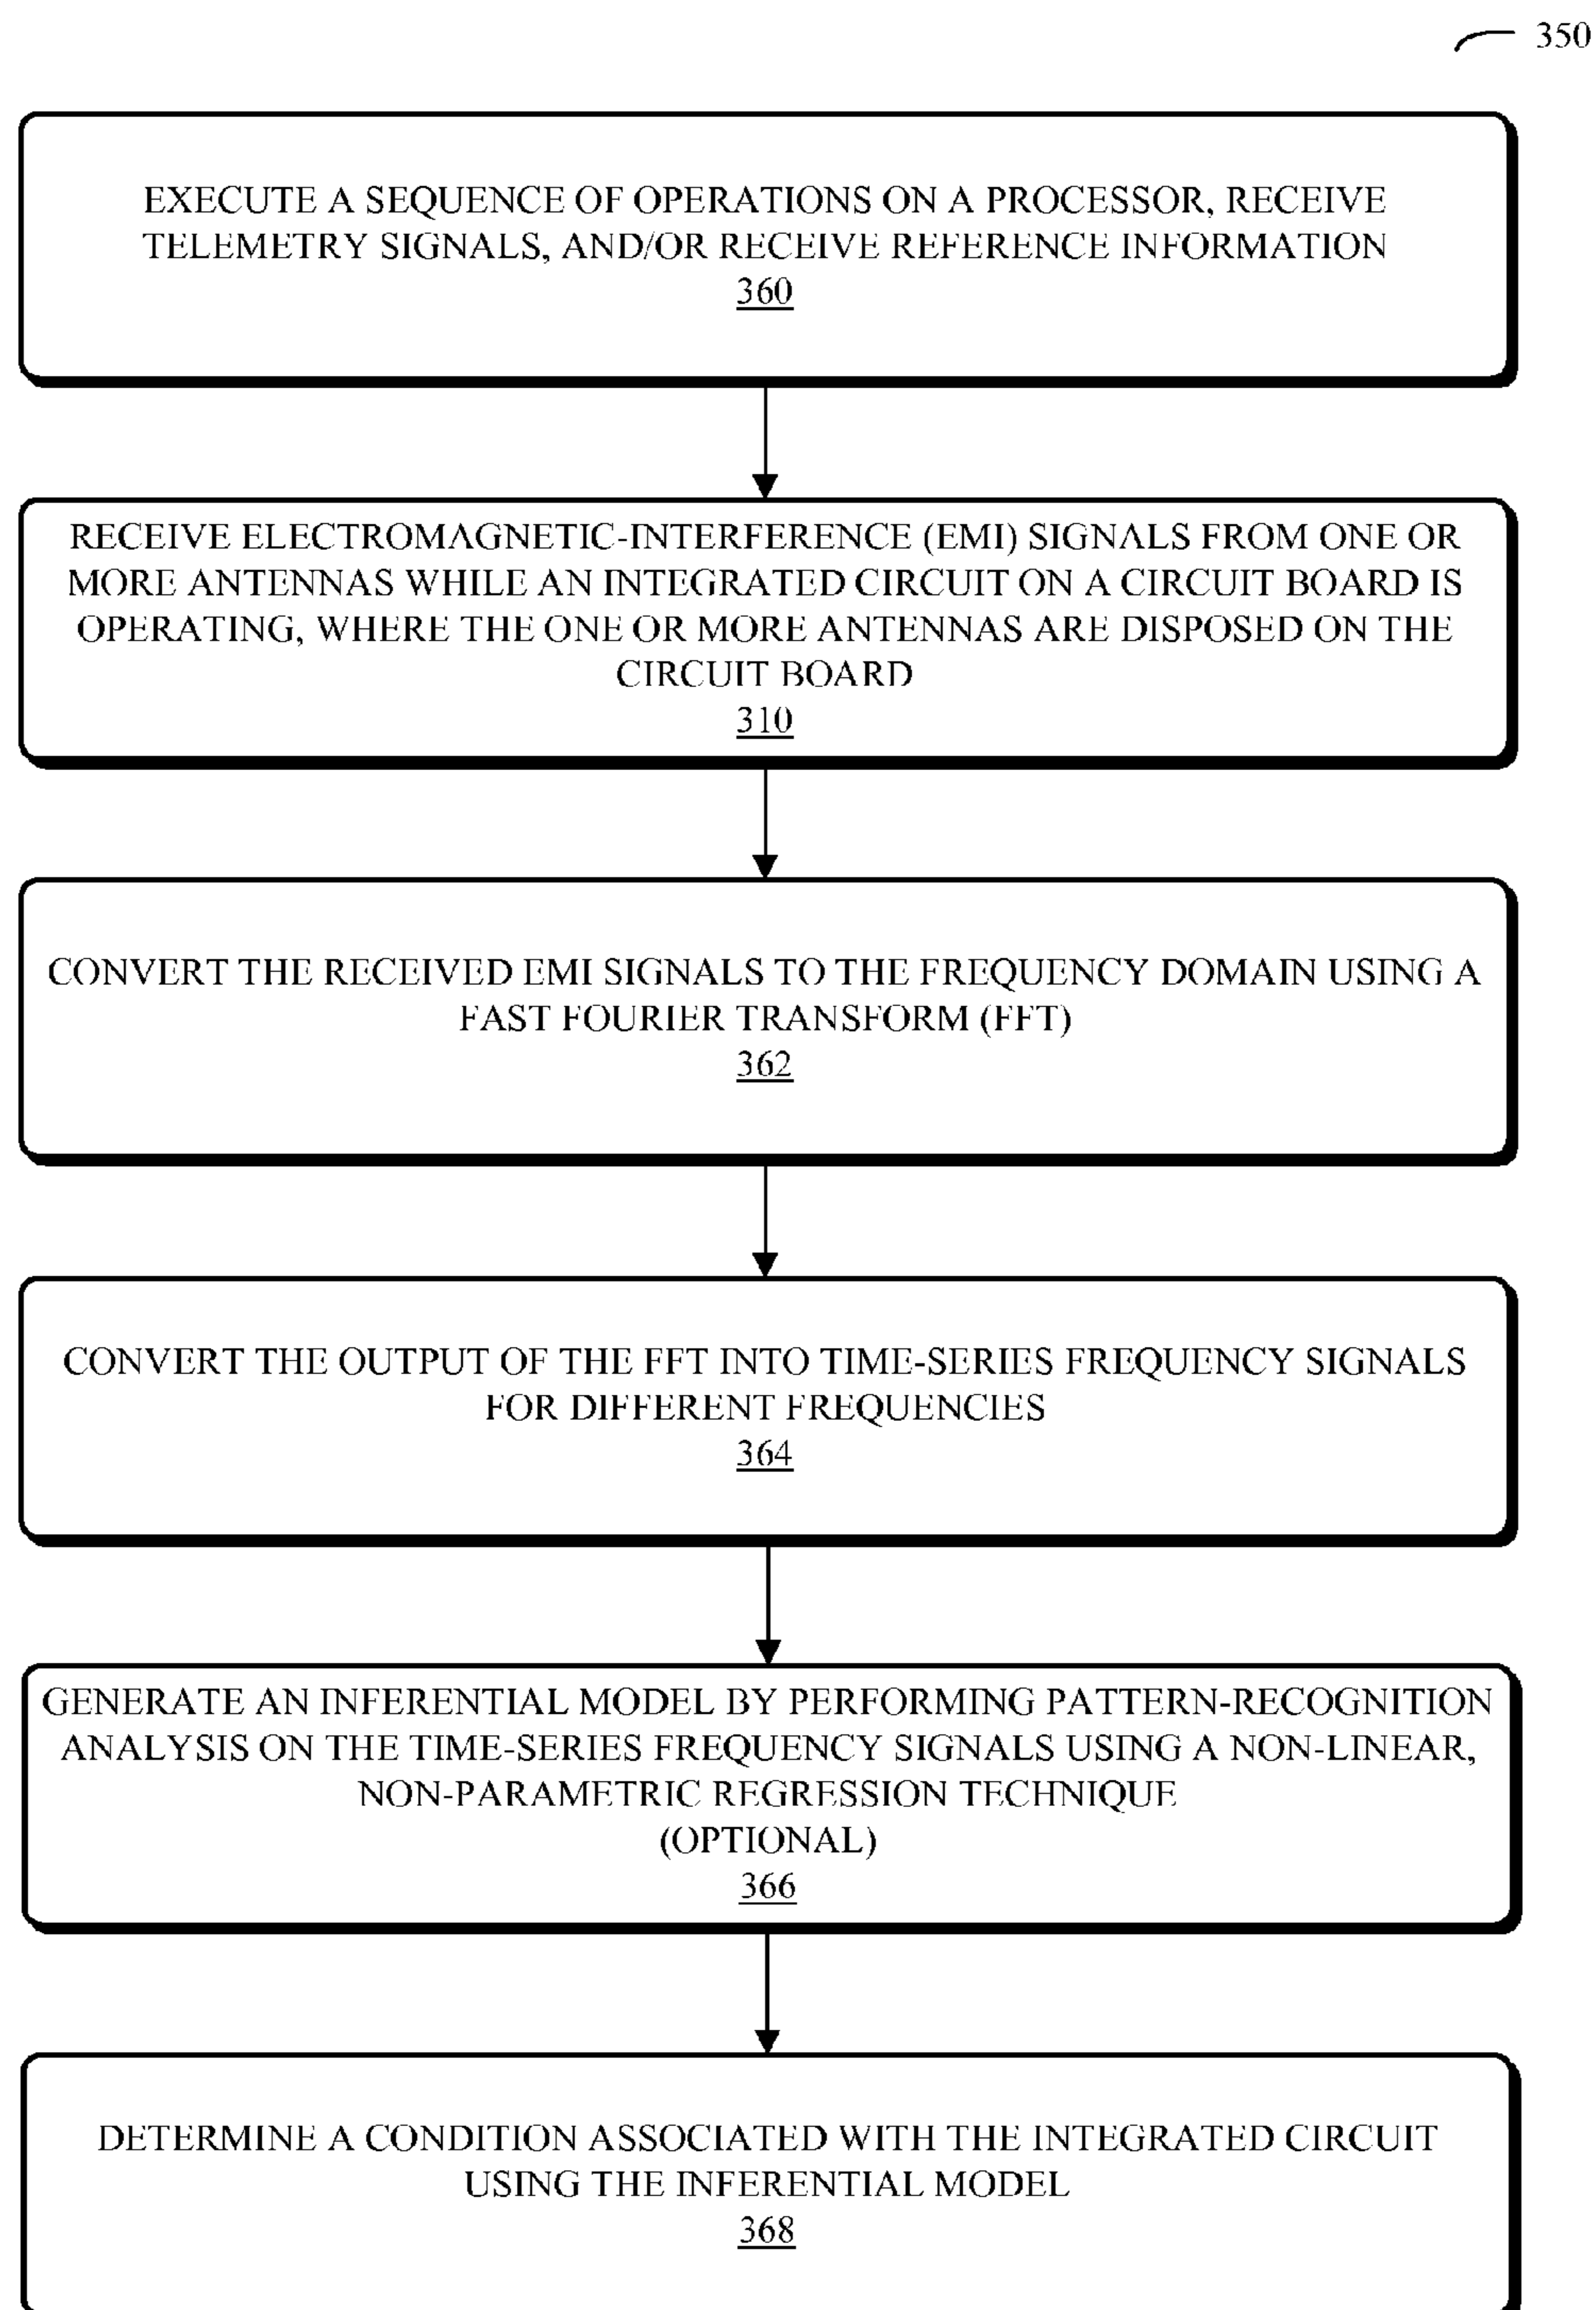 350
EXECUTE A SEQUENCE OF OPERATIONS ON A PROCESSOR, RECEIVE
TELEMETRY SIGNALS, AND/OR RECEIVE REFERENCE INFORMATION
360
RECEIVE ELECTROMAGNETIC-INTERFERENCE (EMI) SIGNALS FROM ONE OR
MORE ANTENNAS WHILE AN INTEGRATED CIRCUIT ON A CIRCUIT BOARD IS
OPERATING, WHERE THE ONE OR MORE ANTENNAS ARE DISPOSED ON THE
CIRCUIT BOARD
310
CONVERT THE RECEIVED EMI SIGNALS TO THE FREQUENCY DOMAIN USING A
FAST FOURIER TRANSFORM (FFT)
362
CONVERT THE OUTPUT OF THE FFT INTO TIME-SERIES FREQUENCY SIGNALS
FOR DIFFERENT FREQUENCIES
364
GENERATE AN INFERENTIAL MODEL BY PERFORMING PATTERN-RECOGNITION
ANALYSIS ON THE TIME-SERIES FREQUENCY SIGNALS USING A NON-LINEAR,
NON-PARAMETRIC REGRESSION TECHNIQUE
(OPTIONAL)
366
DETERMINE A CONDITION ASSOCIATED WITH THE INTEGRATED CIRCUIT
USING THE INFERENTIAL MODEL
368